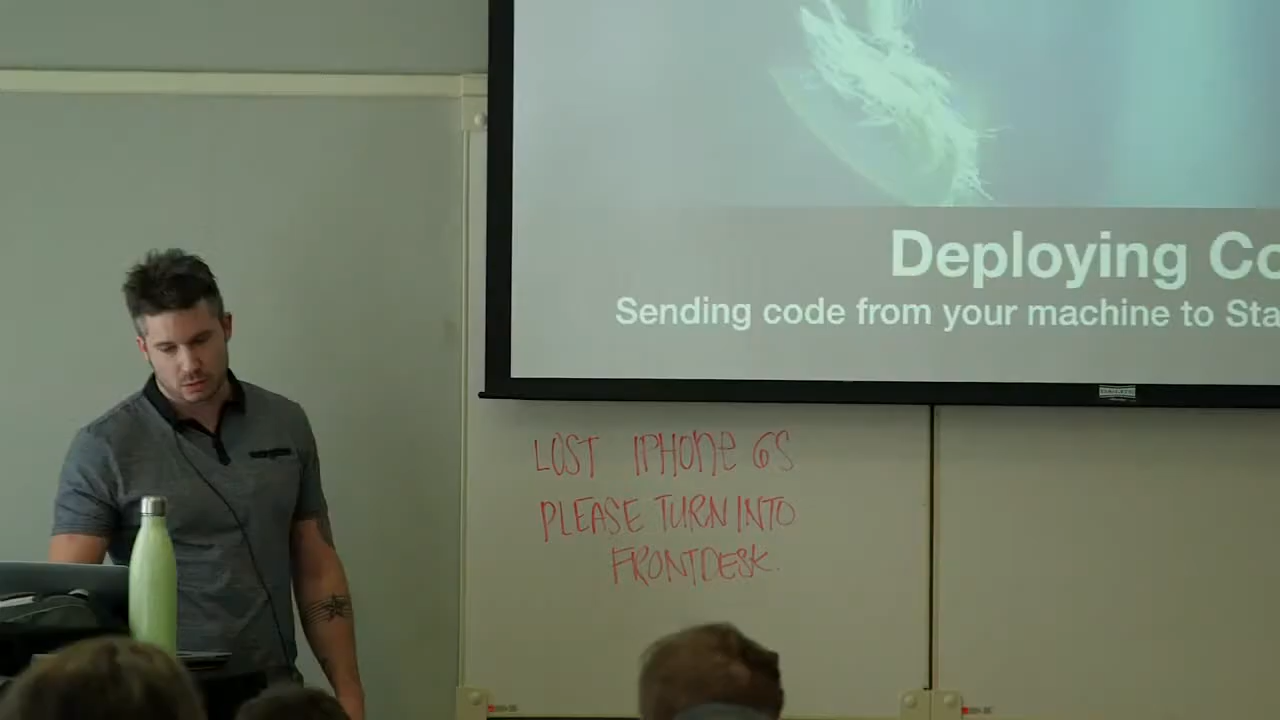 Deploying Co
Sending code from your machine to Sta
LOST IPHONE 6S
PLEASE TURN INTO
FRONTDESK.